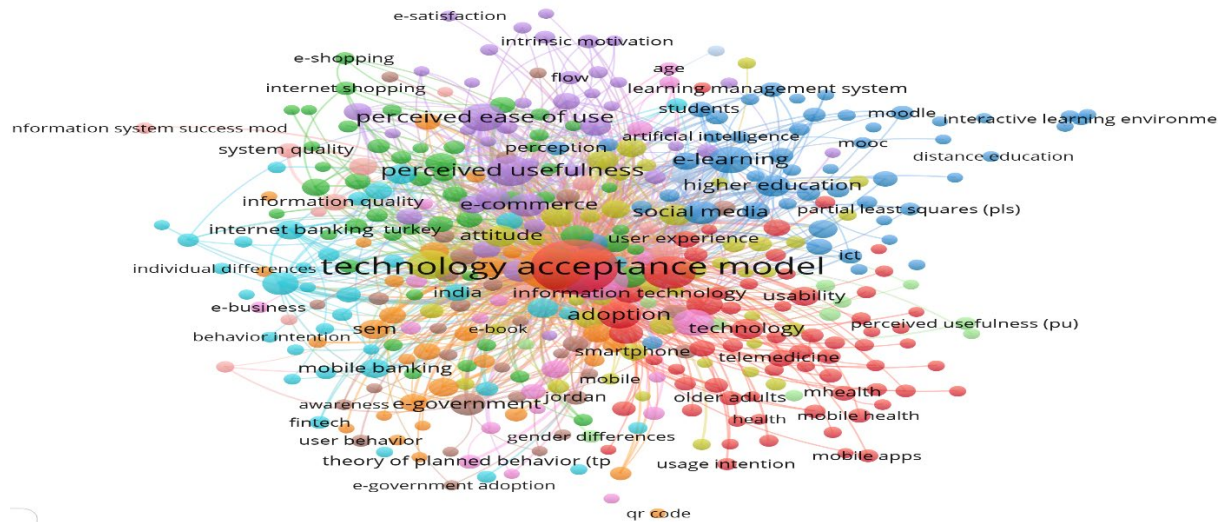 e-satisfaction
intrinsic motivation
e-shopping
age
flow
internet shopping
learning management system
students
moodle
perceived ease of use
interactive learning environme
nformation system success mod
artificial intelligence
mooc
system quality
perception
e-learning
distance education
perceived usefulness
higher education
information quality
e-commerce
social media
partial least squares (pls)
internet banking
turkey
attitude
user experience
ict
technology acceptance model
individual differences
india
information technology
usability
e-business
adoption
sem
e-book
technology
perceived usefulness (pu)
behavior intention
smartphone
telemedicine
mobile banking
mobile
awareness
e-government
jordan
older adults
mhealth
fintech
health
mobile health
user behavior
gender differences
mobile apps
theory of planned behavior (tp
usage intention
e-government adoption
qr code